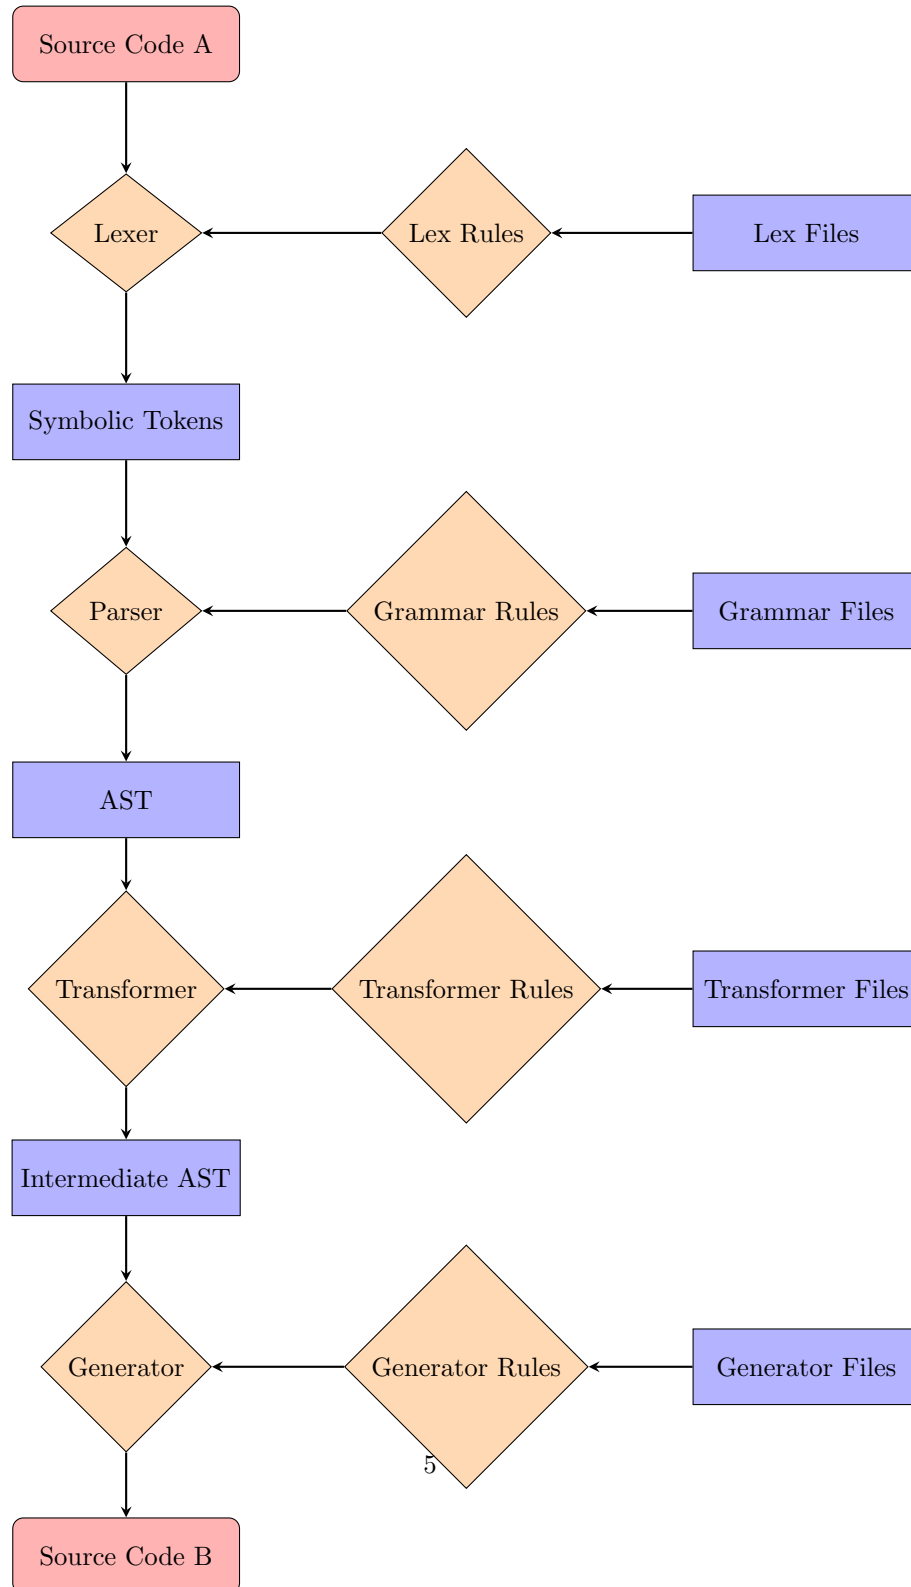 Source Code A
Lexer
Lex Rules
Lex Files
Symbolic Tokens
Parser
Grammar Rules
Grammar Files
AST
Transformer
Transformer Rules
Transformer Files
Intermediate AST
Generator
Generator Rules
Generator Files
5
Source Code B